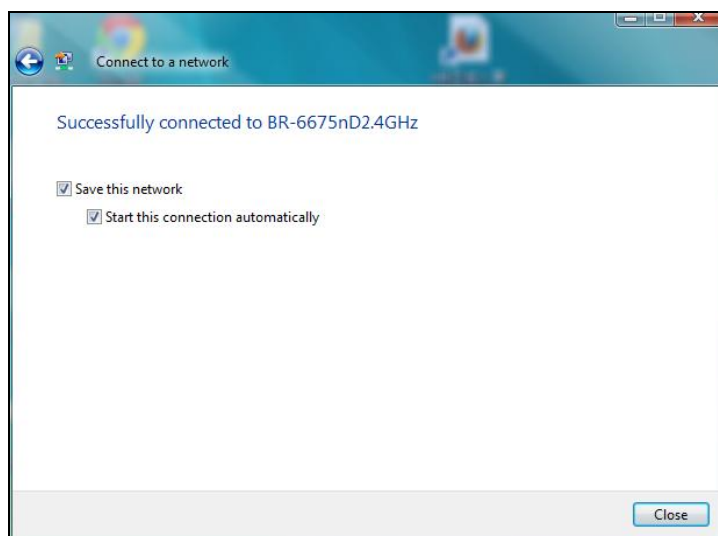 Connect to a network
Successfully connected to BR-6675nD2.4GHz
Save this network
Start this connection automatically
Close